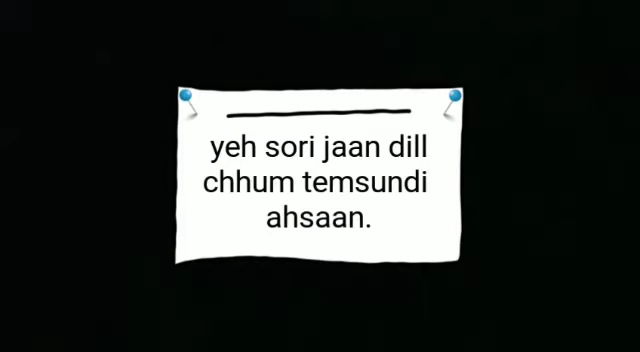 yeh sori jaan dill
chhum temsundi
ahsaan.